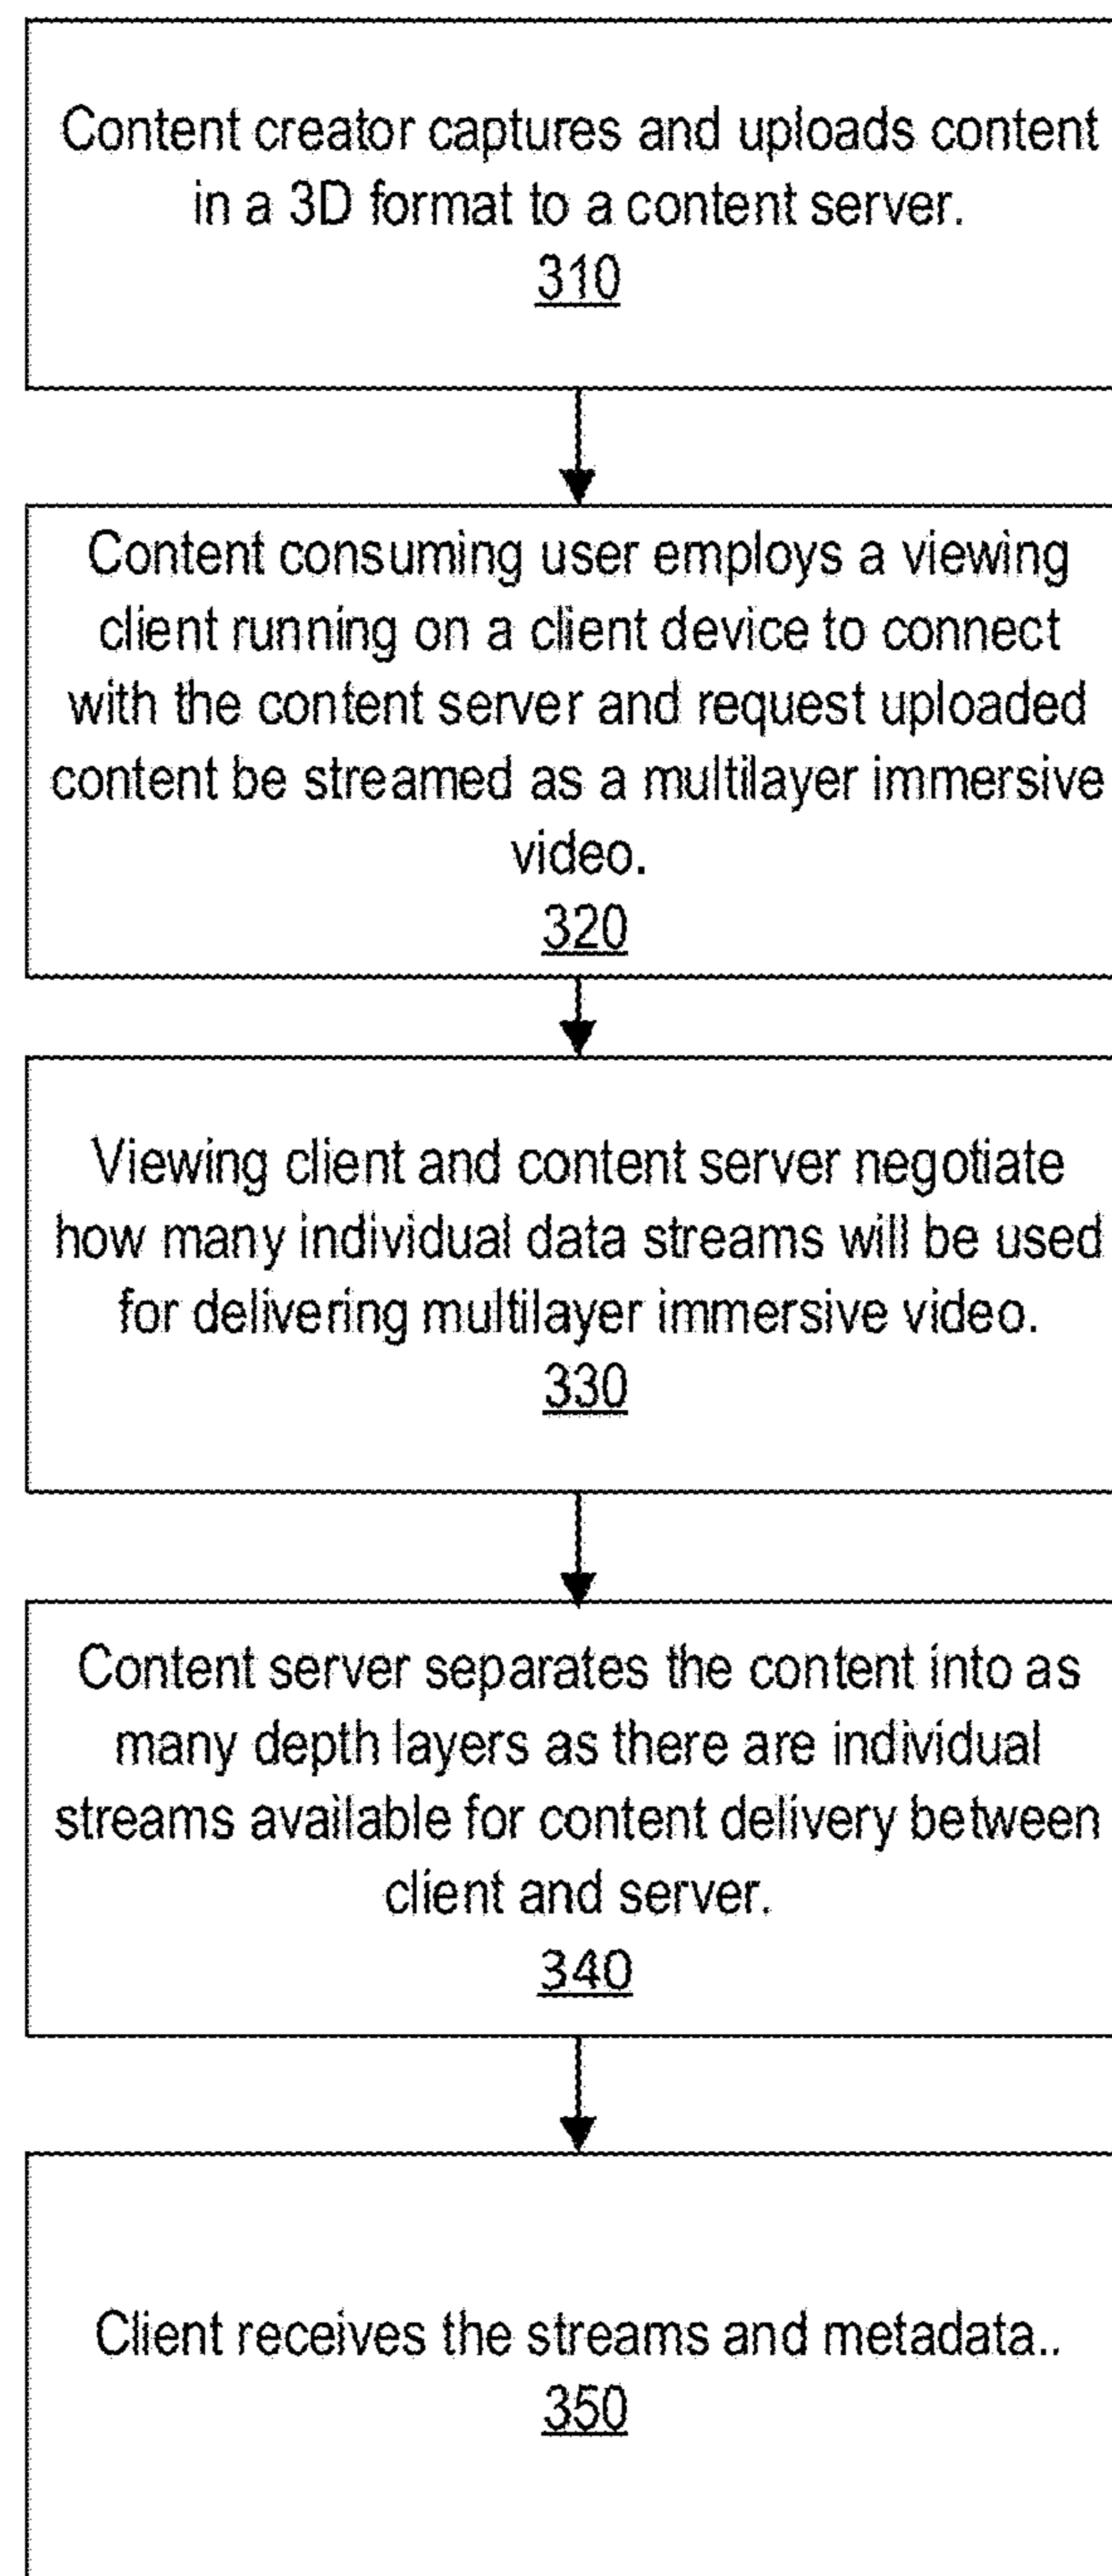 Content creator captures and uploads content
in a 3D format to a content server.
310
Content consuming user employs a viewing
client running on a client device to connect
with the content server and request uploaded
content be streamed as a multilayer immersive
video.
320
Viewing client and content server negotiate
how many individual data streams will be used
for delivering multilayer immersive video.
330
Content server separates the content into as
many depth layers as there are individual
streams available for content delivery between
client and server.
340
Client receives the streams and metadata..
350